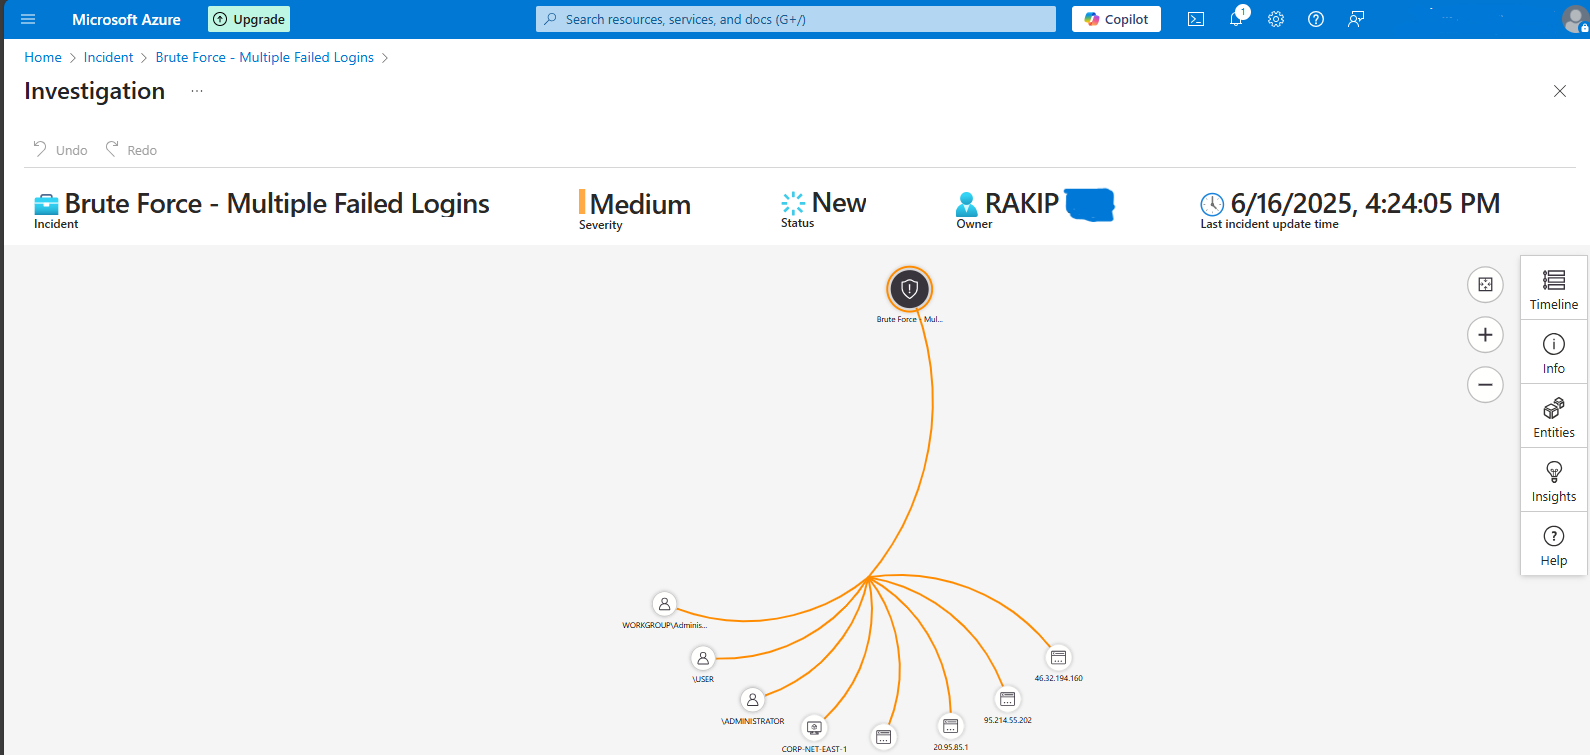 Microsoft Azure
Upgrade
Search resources, services, and docs (G+/)
Copilot
1
Home > Incident > Brute Force - Multiple Failed Logins >
Investigation ...
Undo Redo
Brute Force - Multiple Failed Logins
Incident
Medium
Severity
New
Status
RAKIP
Owner
6/16/2025, 4:24:05 PM
Last incident update time
Timeline
Info
Entities
Insights
Help
Brute Force - Mul...
WORKGROUP\Adminis...
\USER
\ADMINISTRATOR
CORP-NET-EAST-1
20.95.85.1
95.214.55.202
46.32.194.160